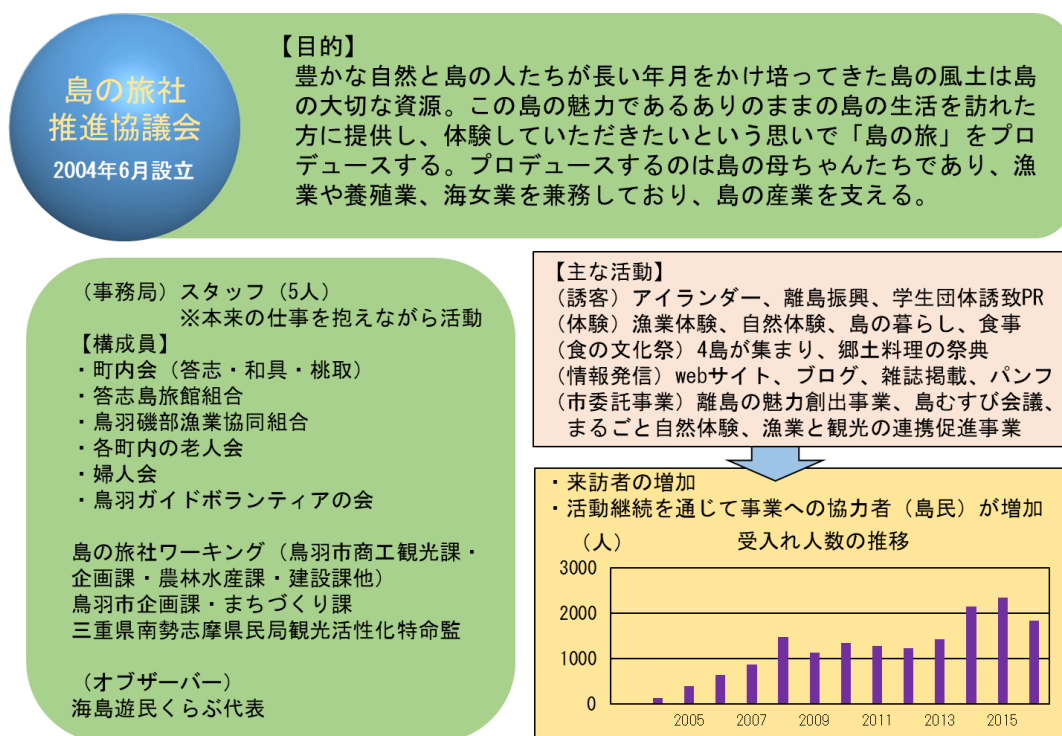 島の旅社
推進協議会
2004年6月設立
【目的】
豊かな自然と島の人たちが長い年月をかけ培ってきた島の風土は島
の大切な資源。この島の魅力であるありのままの島の生活を訪れた
方に提供し、体験していただきたいという思いで「島の旅」をプロ
デュースする。プロデュースするのは島の母ちゃんたちであり、漁
業や養殖業、海女業を兼務しており、島の産業を支える。
（事務局）スタッフ（5人）
※本来の仕事を抱えながら活動
【構成員】
・町内会（答志・和具・桃取）
・答志島旅館組合
・鳥羽磯部漁業協同組合
・各町内の老人会
・婦人会
・鳥羽ガイドボランティアの会
島の旅社ワーキング（鳥羽市商工観光課・
企画課・農林水産課・建設課他）
鳥羽市企画課・まちづくり課
三重県南勢志摩県民局観光活性化特命監
（オブザーバー）
海島遊民くらぶ代表
【主な活動】
（誘客）アイランダー、離島振興、学生団体誘致PR
（体験）漁業体験、自然体験、島の暮らし、食事
（食の文化祭）4島が集まり、郷土料理の祭典
（情報発信）webサイト、ブログ、雑誌掲載、パンフ
（市委託事業）離島の魅力創出事業、島むすび会議、
まるごと自然体験、漁業と観光の連携促進事業
・来訪者の増加
・活動継続を通じて事業への協力者（島民）が増加
（人） 受入れ人数の推移
3000
2000
1000
0
2005 2007 2009 2011 2013 2015